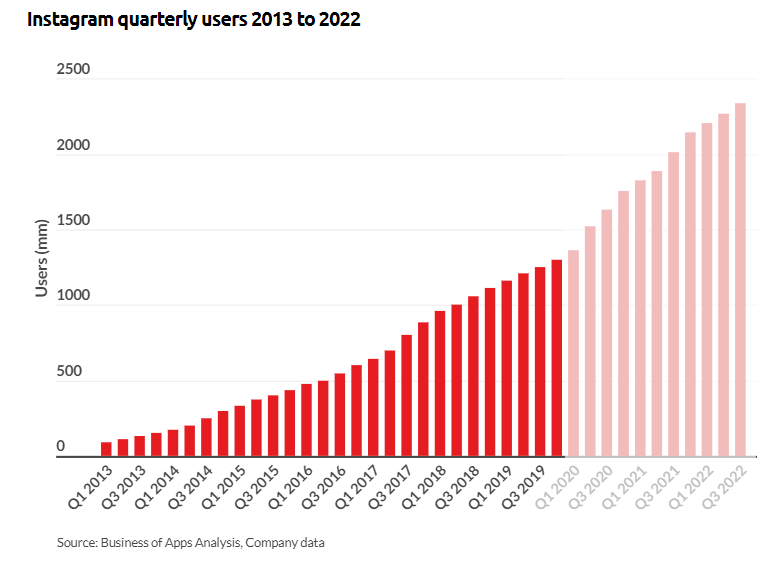 Instagram quarterly users 2013 to 2022
2500
2000
1500
1000
500
0
Users (mm)
Q1 2013
Q3 2013
Q1 2014
Q3 2014
Q1 2015
Q3 2015
Q1 2016
Q3 2016
Q1 2017
Q3 2017
Q1 2018
Q3 2018
Q1 2019
Q3 2019
Q1 2020
Q3 2020
Q1 2021
Q3 2021
Q1 2022
Q3 2022
Source: Business of Apps Analysis, Company data